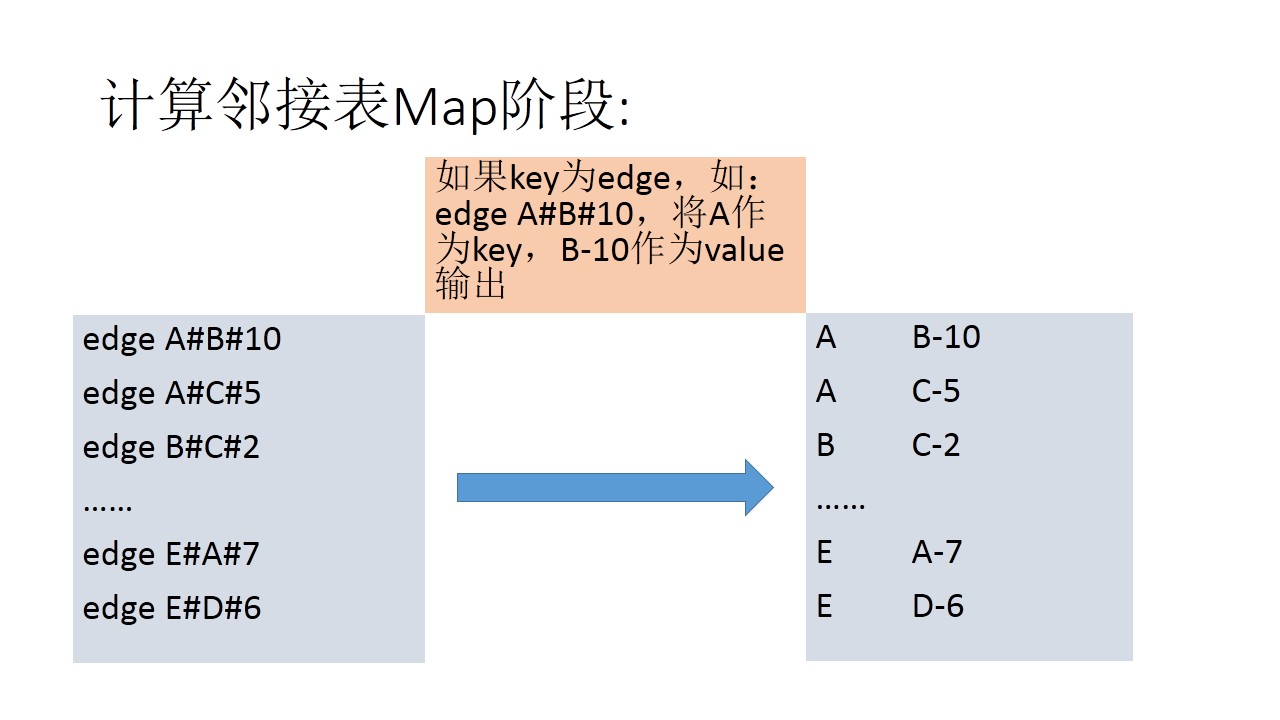 计算邻接表Map阶段:
如果key为edge，如：
edge A#B#10，将A作
为key， B-10作为value
输出
edge A#B#10
edge A#C#5
edge B#C#2
……
edge E#A#7
edge E#D#6
A B-10
A C-5
B C-2
……
E A-7
E D-6